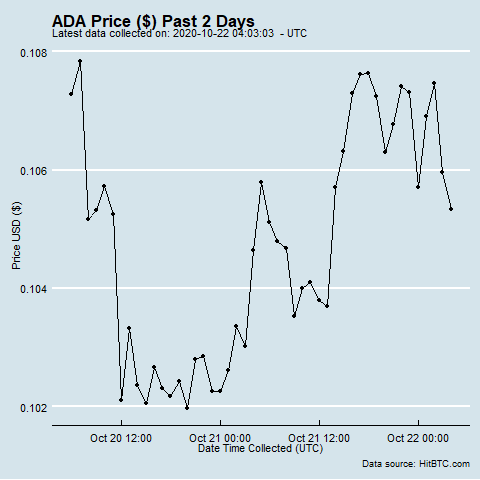 ADA Price ($) Past 2 Days
Latest data collected on: 2020-10-22 04:03:03 - UTC
0.108
0.106
0.104
0.102
Price USD ($)
Oct 20 12:00 Oct 21 00:00 Oct 21 12:00 Oct 22 00:00
Date Time Collected (UTC)
Data source: HitBTC.com